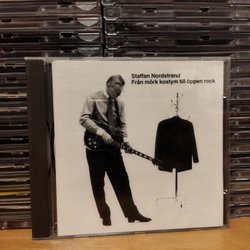 Staffan Nordstrand
Från mörk kostym till öppen rock